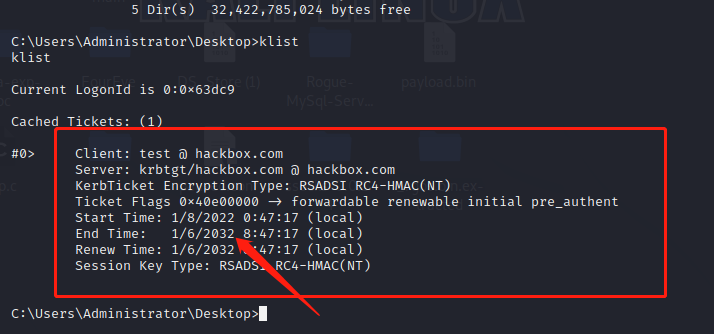 5 Dir(s)  32,422,785,024 bytes free
C:\Users\Administrator\Desktop>klist
klist
Current LogonId is 0:0×63dc9
Cached Tickets: (1)
#0>     Client: test @ hackbox.com
Server: krbtgt/hackbox.com @ hackbox.com
KerbTicket Encryption Type: RSADSI RC4-HMAC(NT)
Ticket Flags 0×40e00000 → forwardable renewable initial pre_authent
Start Time: 1/8/2022 0:47:17 (local)
End Time:   1/6/2032 8:47:17 (local)
Renew Time: 1/6/2032 8:47:17 (local)
Session Key Type: RSADSI RC4-HMAC(NT)
C:\Users\Administrator\Desktop>